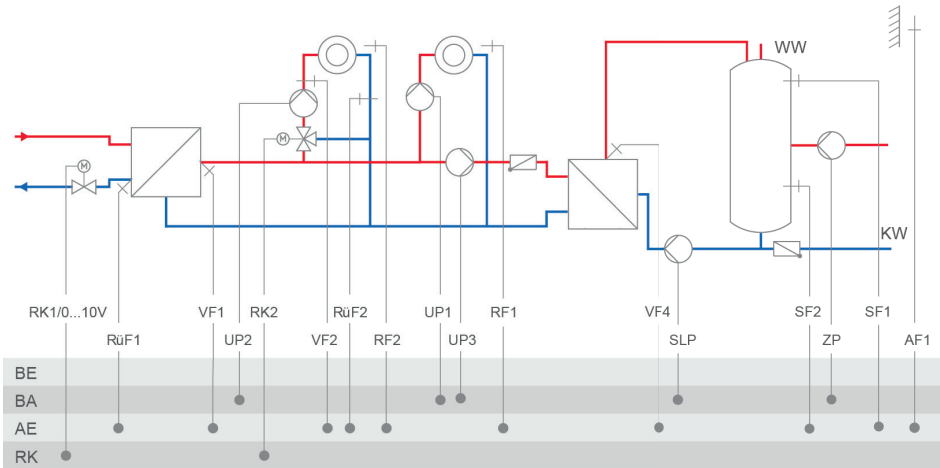 WW
M
M
KW
RK1/0...10V VF1 RK2 RüF2 UP1 RF1 VF4 SF2 SF1
RüF1 UP2 VF2 RF2 UP3 SLP ZP AF1
BE
BA
AE
RK